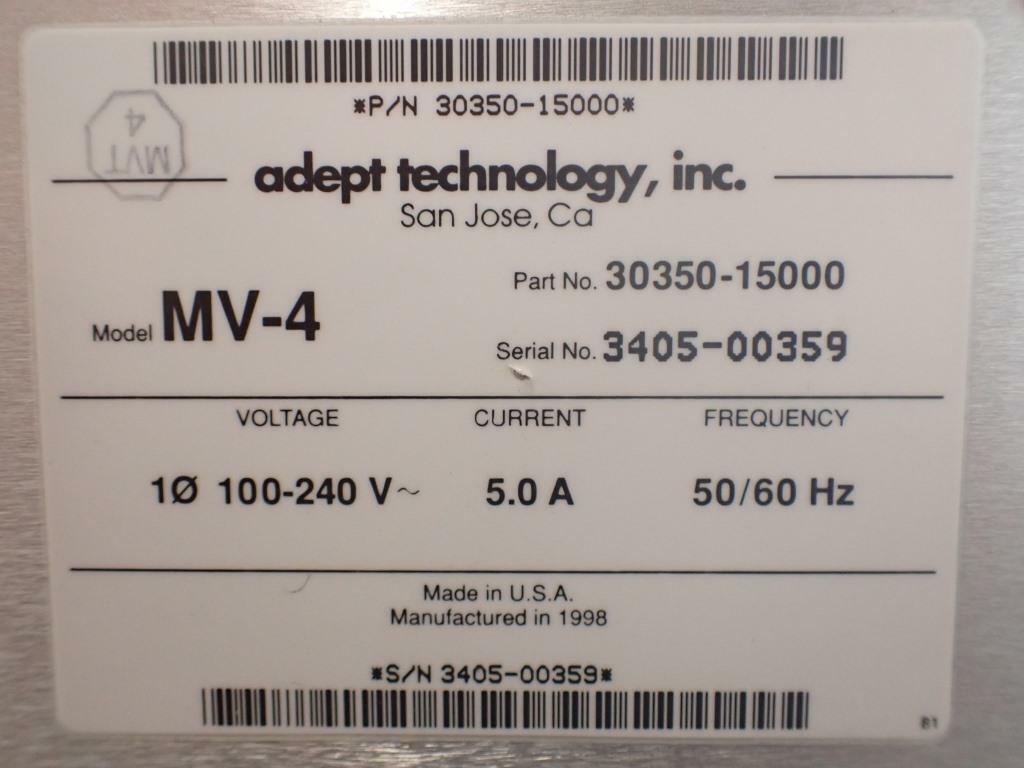 *P/N 30350-15000*
MVT
4
adept technology, inc.
San Jose, Ca
Part No. 30350-15000
Model MV-4
Serial No. 3405-00359
VOLTAGE CURRENT FREQUENCY
1Ø 100-240 V~ 5.0 A 50/60 Hz
Made in U.S.A.
Manufactured in 1998
*S/N 3405-00359*
B1